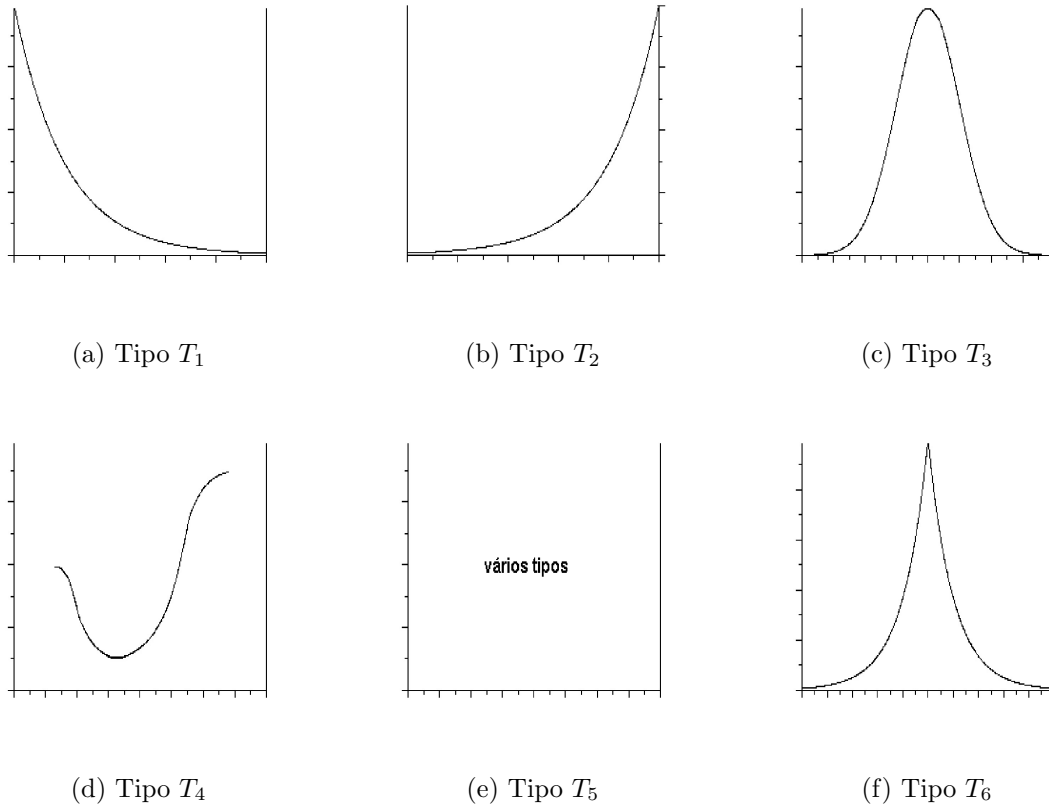 (a) Tipo T₁
(b) Tipo T₂
(c) Tipo T₃
vários tipos
(d) Tipo T₄
(e) Tipo T₅
(f) Tipo T₆